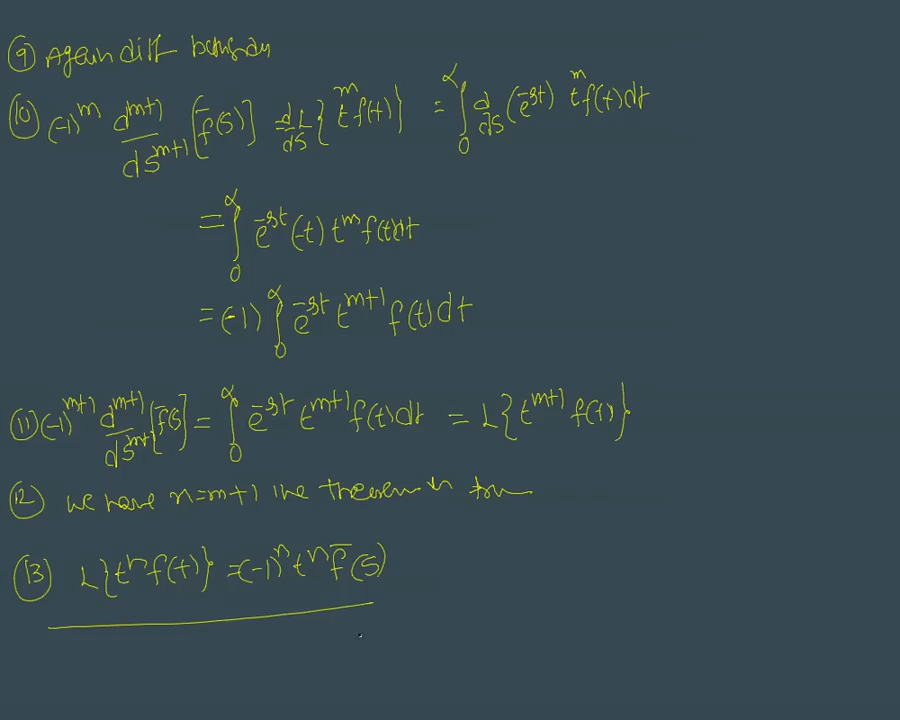 ⑨ Again diff
⑩ (-1)^m d^{m+1}/ds^{m+1} [f̄(s)] = d/ds L{t^m f(t)} = ∫_0^∝ d/ds (e^{-st}) t^m f(t) dt
= ∫_0^∝ e^{-st} (-t) t^m f(t) dt
= (-1) ∫_0^∝ e^{-st} t^{m+1} f(t) dt
⑪ (-1)^{m+1} d^{m+1}/ds^{m+1} [f̄(s)] = ∫_0^∝ e^{-st} t^{m+1} f(t) dt = L{t^{m+1} f(t)}
⑫ we have n=m+1 the theorem is true
⑬ L{t^n f(t)} = (-1)^n t^n f̄(s)